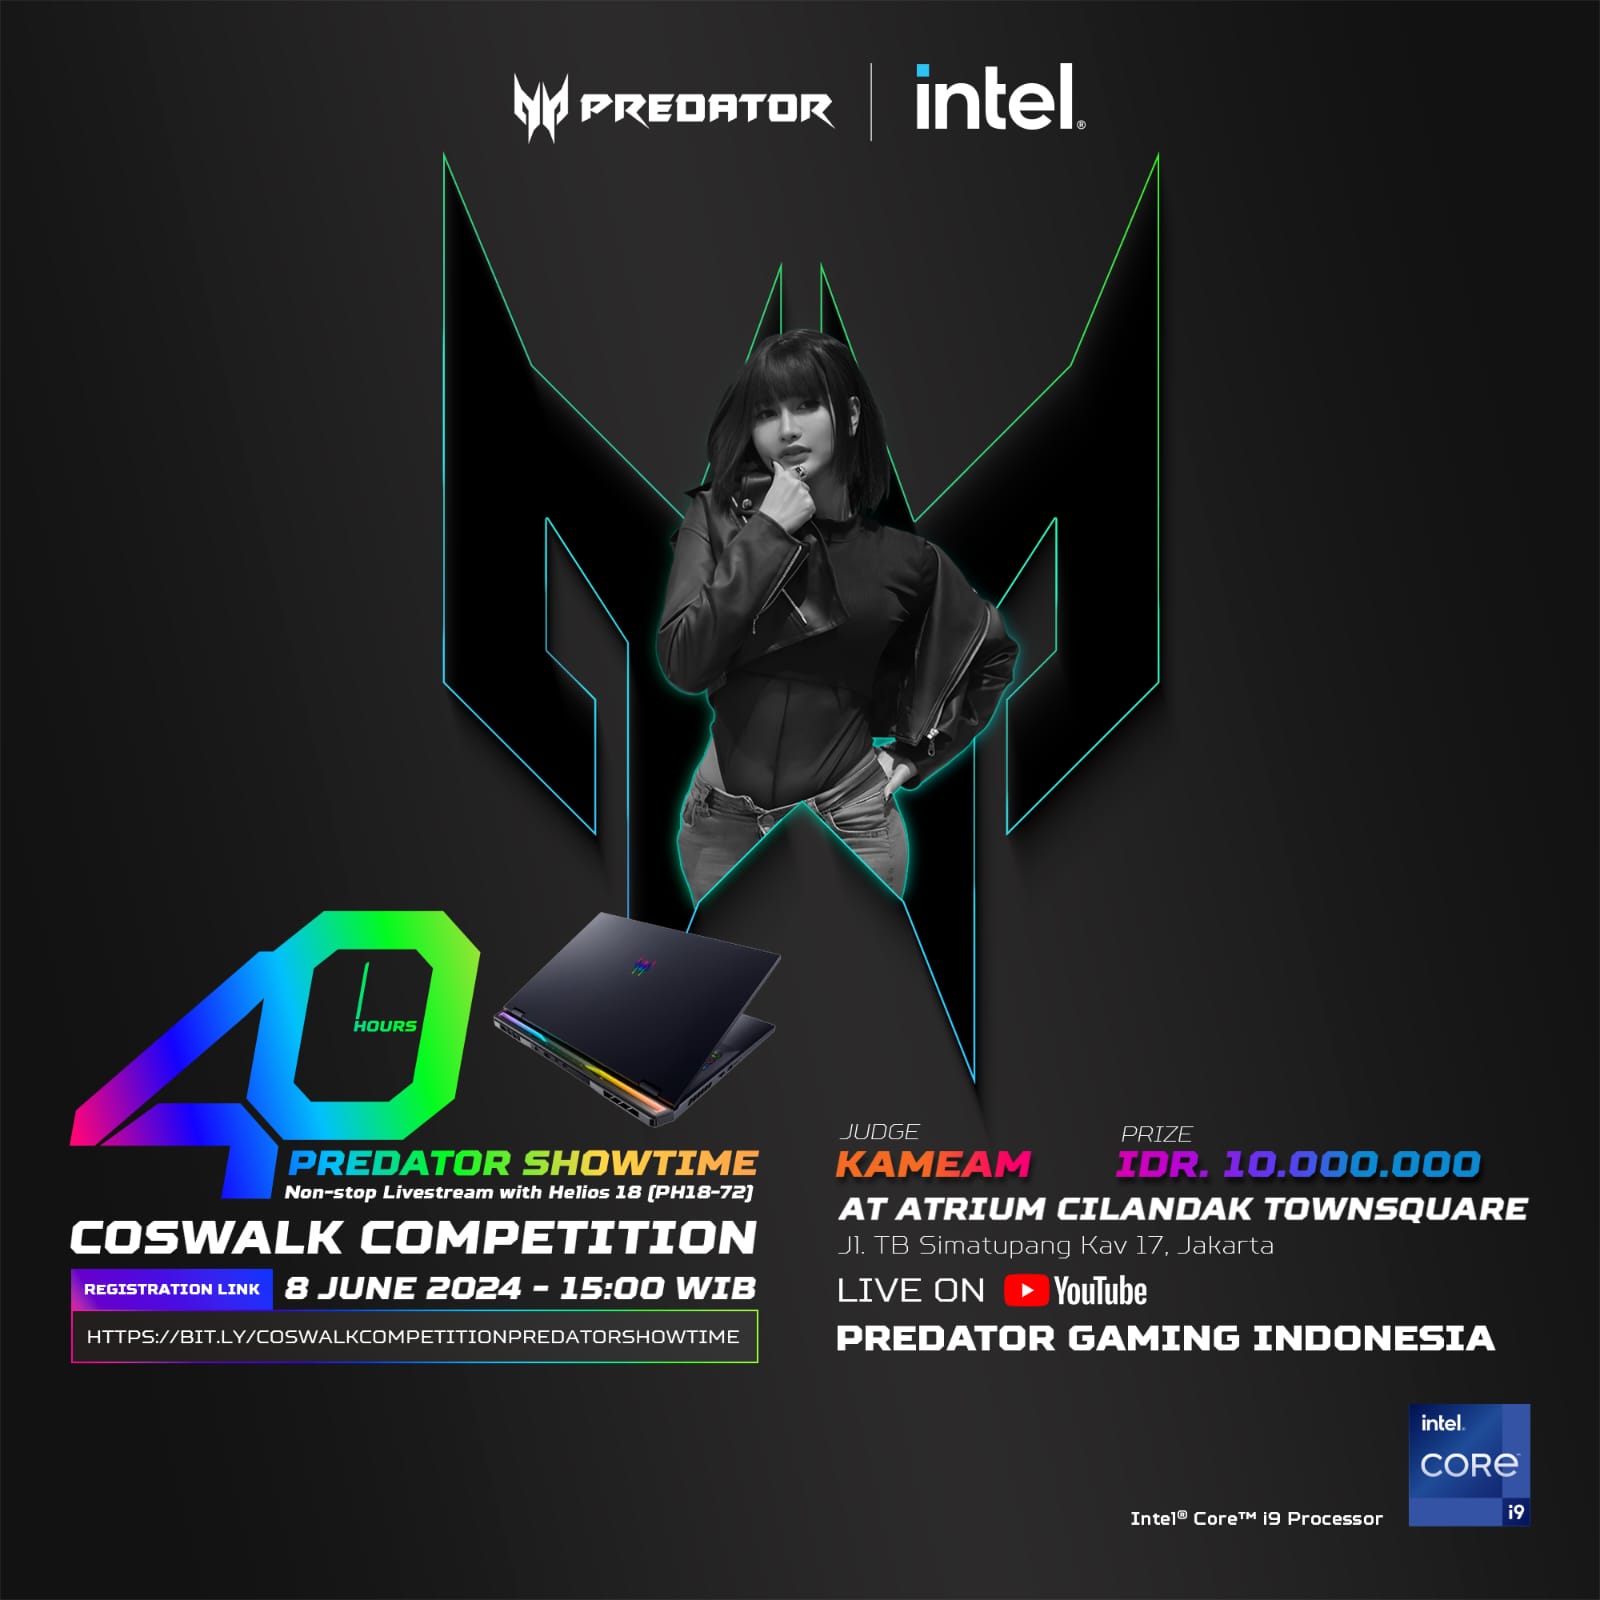 PREDATOR
intel®
40
HOURS
PREDATOR SHOWTIME
Non-stop Livestream with Helios 18 (PH18-72)
COSWALK COMPETITION
REGISTRATION LINK
8 JUNE 2024 - 15:00 WIB
HTTPS://BIT.LY/COSWALKCOMPETITIONPREDATORSHOWTIME
JUDGE
KAMEAM
PRIZE
IDR. 10.000.000
AT ATRIUM CILANDAK TOWNSQUARE
Jl. TB Simatupang Kav 17, Jakarta
LIVE ON YouTube
PREDATOR GAMING INDONESIA
intel.
CORE™
i9
Intel® Core™ i9 Processor